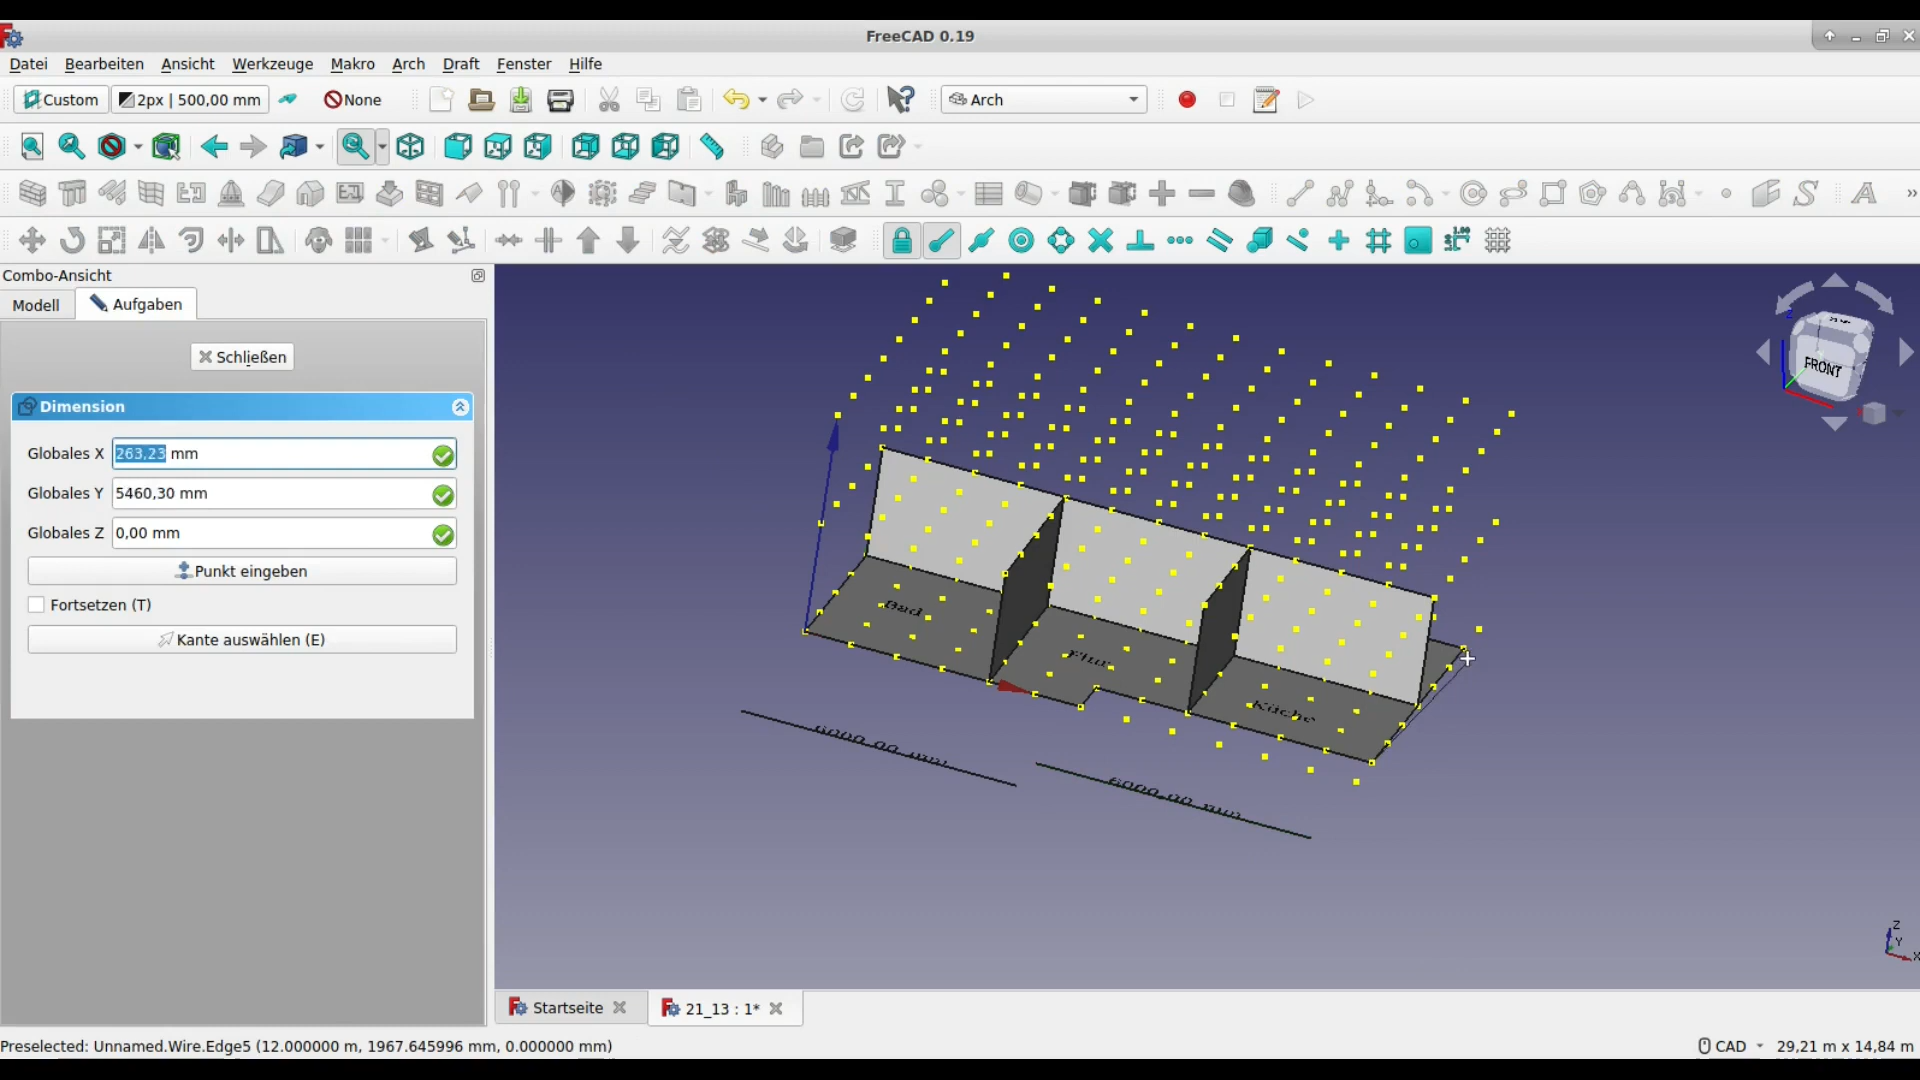 FreeCAD 0.19
Datei Bearbeiten Ansicht Werkzeuge Makro Arch Draft Fenster Hilfe
Custom 2px | 500,00 mm None Arch
Combo-Ansicht
Modell Aufgaben
Schließen
Dimension
Globales X 263,23 mm
Globales Y 5460,30 mm
Globales Z 0,00 mm
Punkt eingeben
Fortsetzen (T)
Kante auswählen (E)
FRONT
Bad
Flur
Küche
6000,00 mm
6000,00 mm
Z
Y
X
Startseite 21_13 : 1*
Preselected: Unnamed.Wire.Edge5 (12.000000 m, 1967.645996 mm, 0.000000 mm)
CAD 29,21 m x 14,84 m